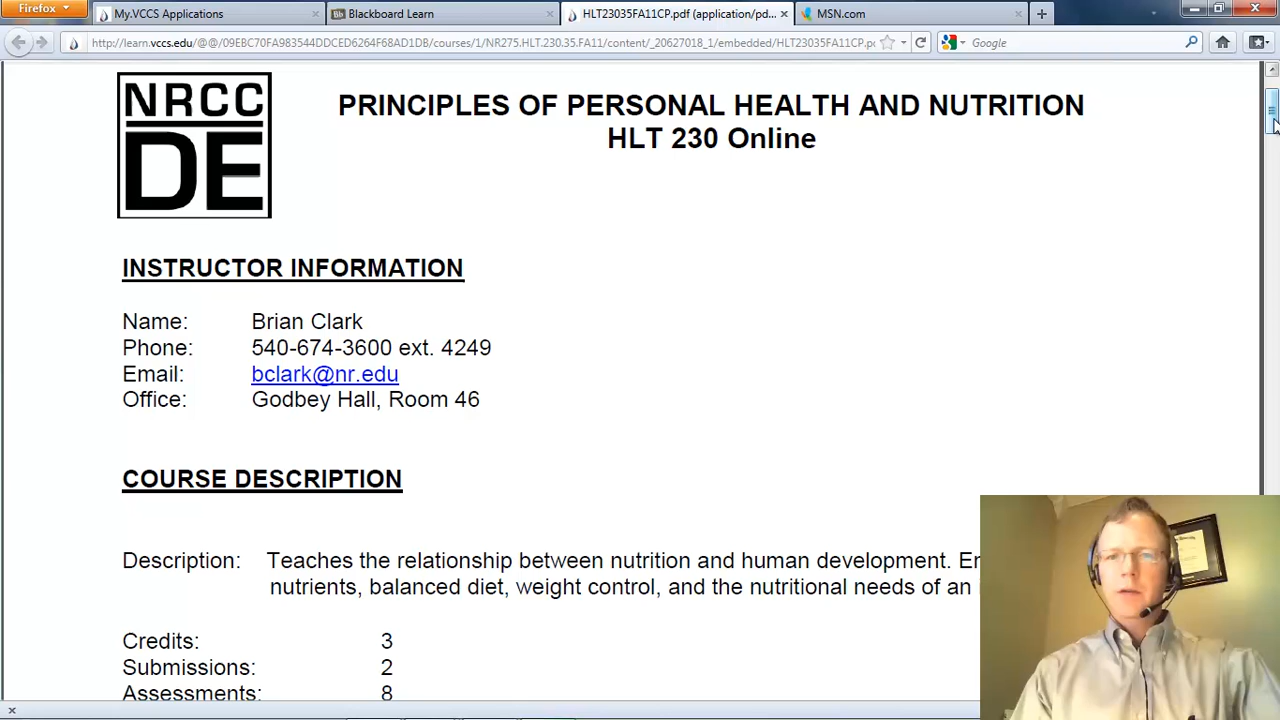 Firefox
My.VCCS Applications
Blackboard Learn
HLT23035FA11CP.pdf (application/pd...
MSN.com
http://learn.vccs.edu/@@/09EBC70FA983544DDCED6264F68AD1DB/courses/1/NR275.HLT.230.35.FA11/content/_20627018_1/embedded/HLT23035FA11CP.pc
Google
NRCC
DE
PRINCIPLES OF PERSONAL HEALTH AND NUTRITION
HLT 230 Online
INSTRUCTOR INFORMATION
Name: Brian Clark
Phone: 540-674-3600 ext. 4249
Email: bclark@nr.edu
Office: Godbey Hall, Room 46
COURSE DESCRIPTION
Description: Teaches the relationship between nutrition and human development. En
nutrients, balanced diet, weight control, and the nutritional needs of an
Credits: 3
Submissions: 2
Assessments: 8